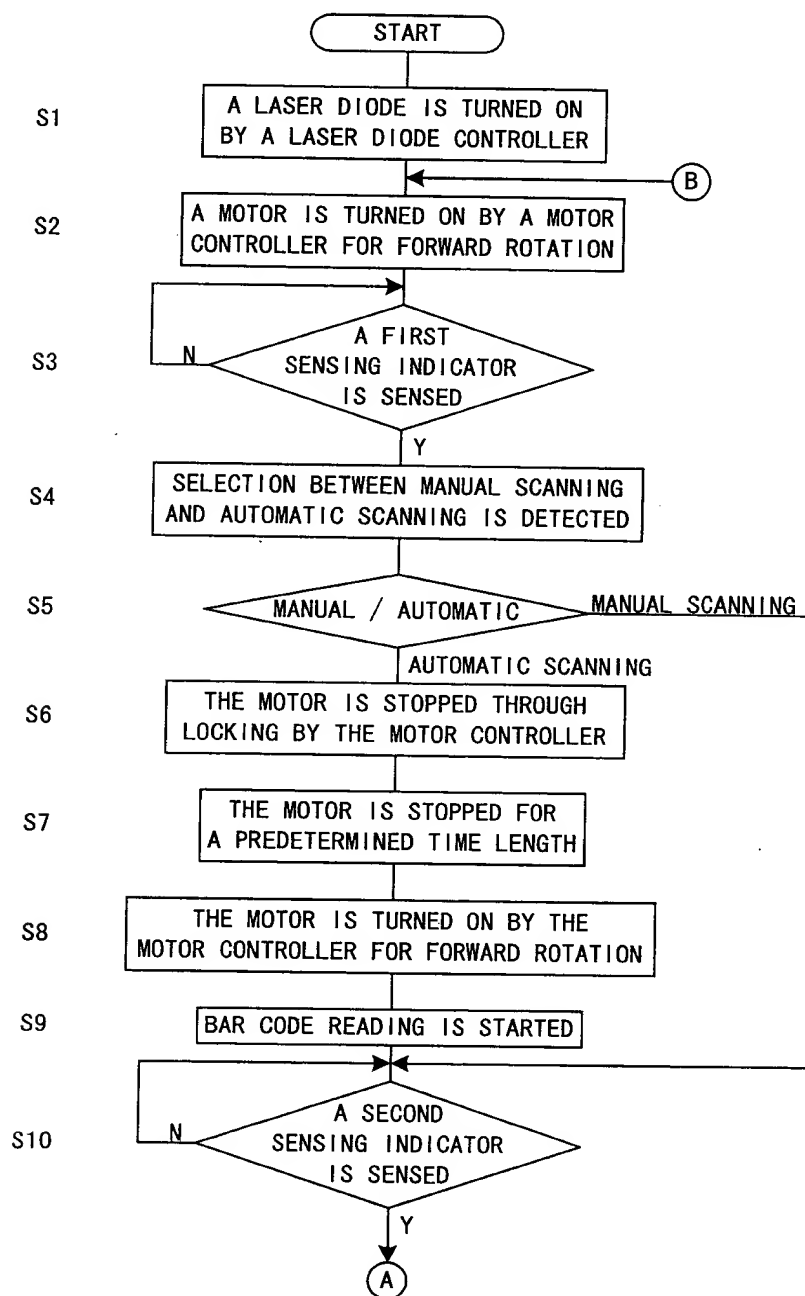 START
S1
A LASER DIODE IS TURNED ON
BY A LASER DIODE CONTROLLER
B
S2
A MOTOR IS TURNED ON BY A MOTOR
CONTROLLER FOR FORWARD ROTATION
S3
N
A FIRST
SENSING INDICATOR
IS SENSED
Y
S4
SELECTION BETWEEN MANUAL SCANNING
AND AUTOMATIC SCANNING IS DETECTED
S5
MANUAL / AUTOMATIC
MANUAL SCANNING
AUTOMATIC SCANNING
S6
THE MOTOR IS STOPPED THROUGH
LOCKING BY THE MOTOR CONTROLLER
S7
THE MOTOR IS STOPPED FOR
A PREDETERMINED TIME LENGTH
S8
THE MOTOR IS TURNED ON BY THE
MOTOR CONTROLLER FOR FORWARD ROTATION
S9
BAR CODE READING IS STARTED
S10
N
A SECOND
SENSING INDICATOR
IS SENSED
Y
A